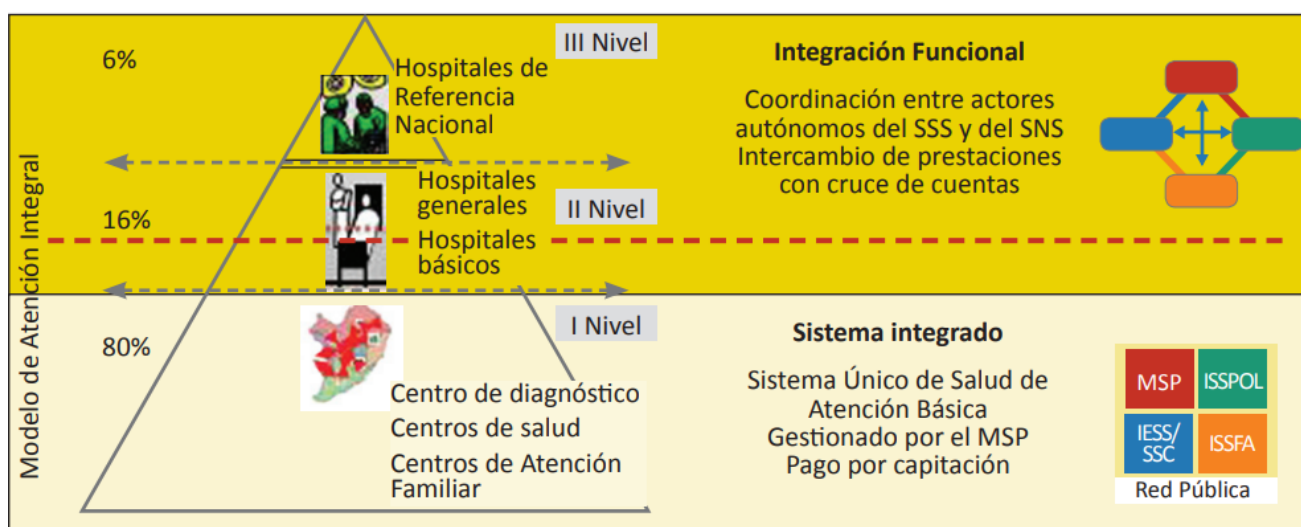 Modelo de Atención Integral
6%
III Nivel
Hospitales de
Referencia
Nacional
Integración Funcional
Coordinación entre actores
autónomos del SSS y del SNS
Intercambio de prestaciones
con cruce de cuentas
16%
Hospitales
generales
II Nivel
Hospitales
básicos
80%
I Nivel
Centro de diagnóstico
Centros de salud
Centros de Atención
Familiar
Sistema integrado
Sistema Único de Salud de
Atención Básica
Gestionado por el MSP
Pago por capitación
MSP
ISSPOL
IESS/
SSC
ISSFA
Red Pública